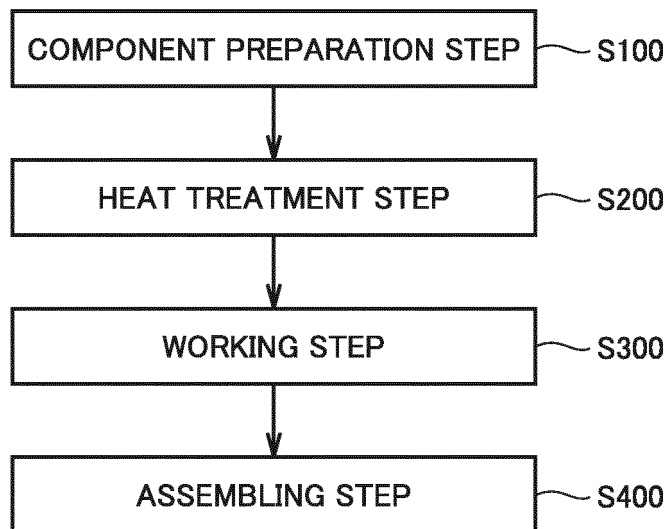 COMPONENT PREPARATION STEP S100
HEAT TREATMENT STEP S200
WORKING STEP S300
ASSEMBLING STEP S400